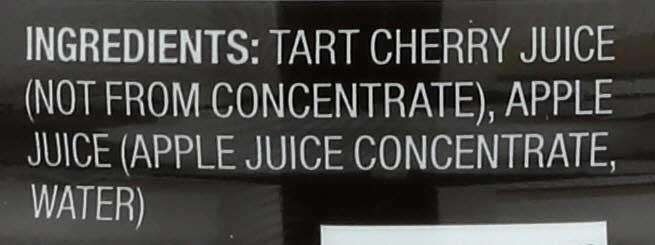 INGREDIENTS: TART CHERRY JUICE
(NOT FROM CONCENTRATE), APPLE
JUICE (APPLE JUICE CONCENTRATE,
WATER)